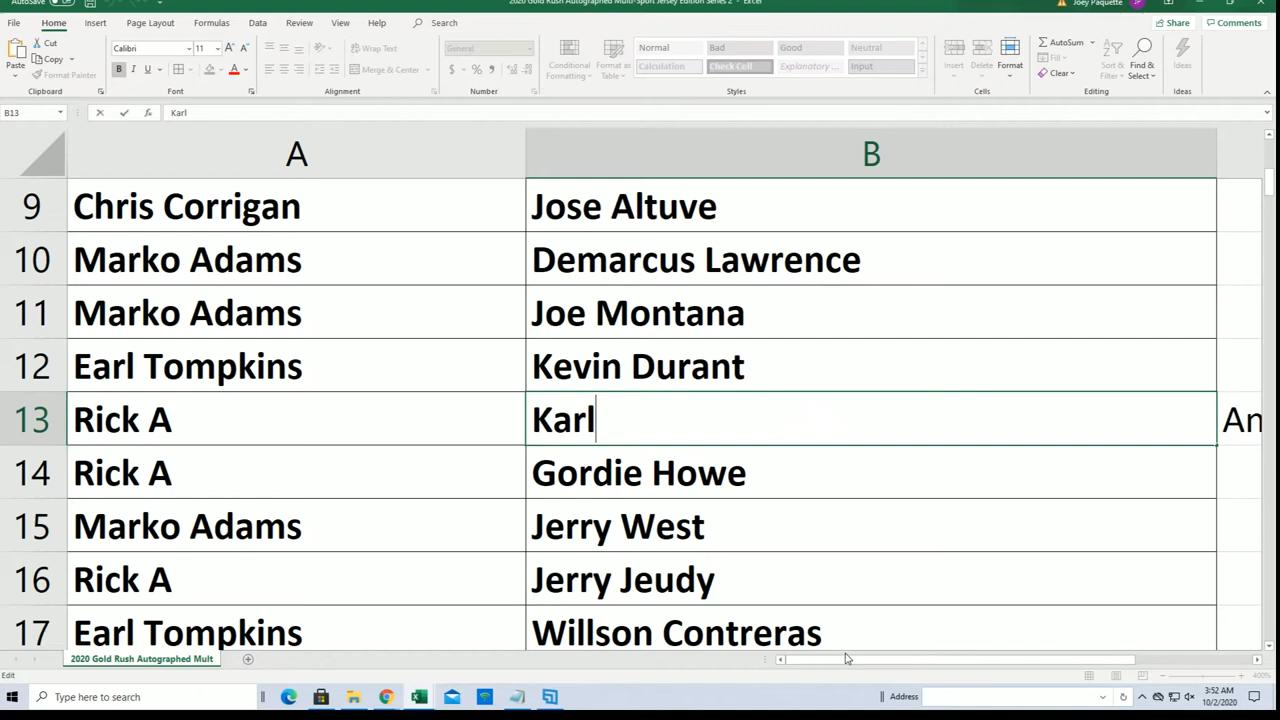 AutoSave
2020 Gold Rush Autographed Multi-Sport Jersey Edition Series 2 - Excel
Joey Paquette JP
File Home Insert Page Layout Formulas Data Review View Help Search Share Comments
Paste Cut Copy Format Painter
Calibri 11 A A Wrap Text General
B I U A Merge & Center $ % ,
Conditional Formatting Format as Table
Normal Bad Good Neutral
Calculation Check Cell Explanatory ... Input
Insert Delete Format
AutoSum Fill Clear
Sort & Filter Find & Select Ideas
Clipboard Font Alignment Number Styles Cells Editing Ideas
B13 fx Karl
A B
9 Chris Corrigan Jose Altuve
10 Marko Adams Demarcus Lawrence
11 Marko Adams Joe Montana
12 Earl Tompkins Kevin Durant
13 Rick A Karl An
14 Rick A Gordie Howe
15 Marko Adams Jerry West
16 Rick A Jerry Jeudy
17 Earl Tompkins Willson Contreras
2020 Gold Rush Autographed Mult
Edit 400%
Type here to search Address 3:52 AM
10/2/2020